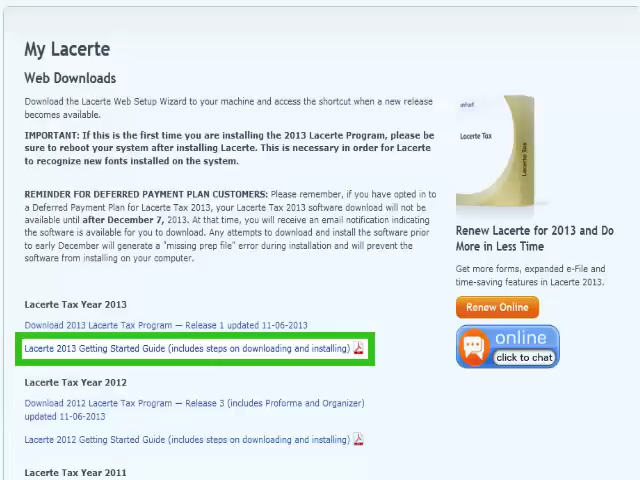 My Lacerte
Web Downloads
Download the Lacerte Web Setup Wizard to your machine and access the shortcut when a new release
becomes available.
IMPORTANT: If this is the first time you are installing the 2013 Lacerte Program, please be
sure to reboot your system after installing Lacerte. This is necessary in order for Lacerte
to recognize new fonts installed on the system.
REMINDER FOR DEFERRED PAYMENT PLAN CUSTOMERS: Please remember, if you have opted in to
a Deferred Payment Plan for Lacerte Tax 2013, your Lacerte Tax 2013 software download will not be
available until after December 7, 2013. At that time, you will receive an email notification indicating
the software is available for you to download. Any attempts to download and install the software prior
to early December will generate a "missing prep file" error during installation and will prevent the
software from installing on your computer.
Lacerte Tax Year 2013
Download 2013 Lacerte Tax Program — Release 1 updated 11-06-2013
Lacerte 2013 Getting Started Guide (includes steps on downloading and installing)
Lacerte Tax Year 2012
Download 2012 Lacerte Tax Program — Release 3 (includes Proforma and Organizer)
updated 11-06-2013
Lacerte 2012 Getting Started Guide (includes steps on downloading and installing)
Lacerte Tax Year 2011
intuit
Lacerte Tax
Lacerte Tax
Renew Lacerte for 2013 and Do
More in Less Time
Get more forms, expanded e-File and
time-saving features in Lacerte 2013.
Renew Online
online
click to chat